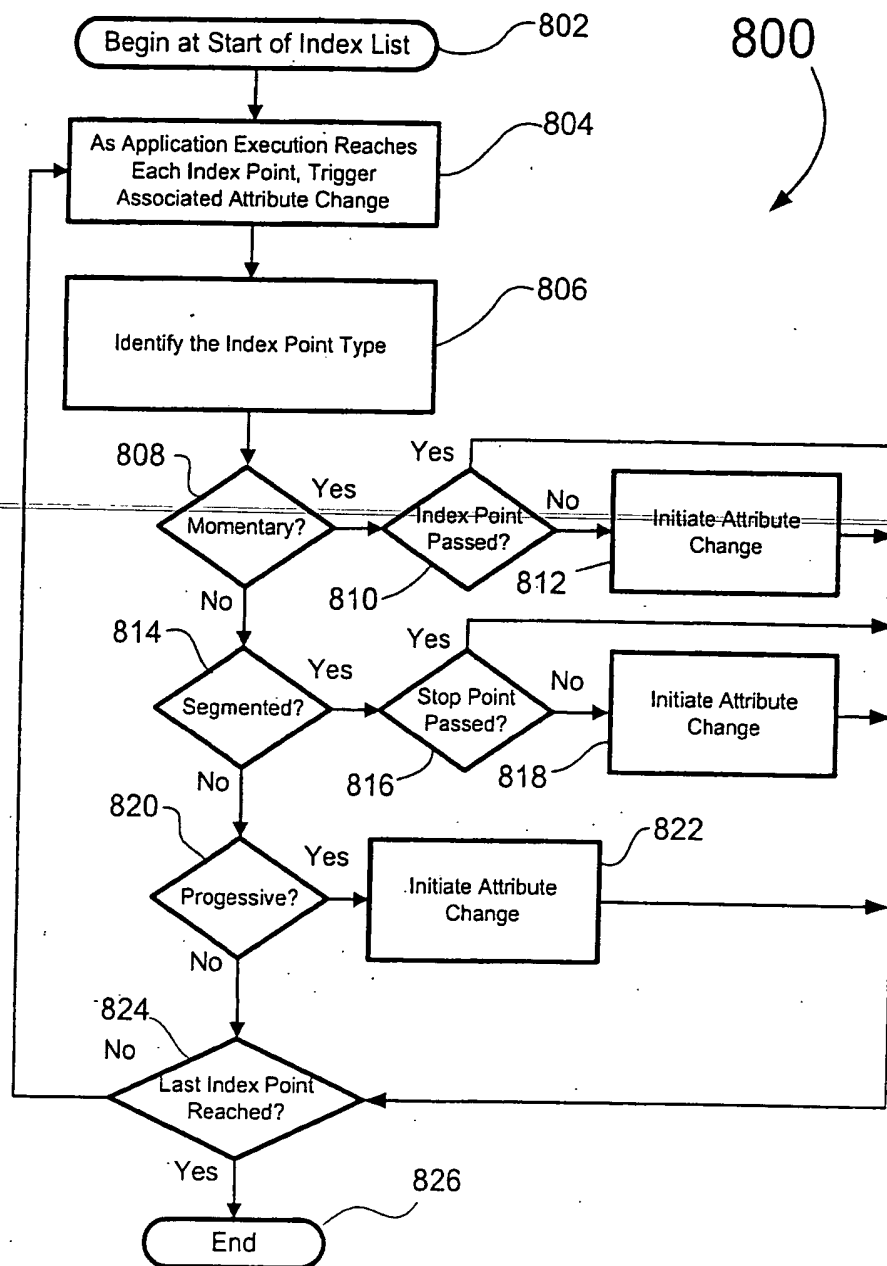 Begin at Start of Index List
802
800
As Application Execution Reaches
Each Index Point, Trigger
Associated Attribute Change
804
806
Identify the Index Point Type
808
Momentary?
Yes
No
Yes
Index Point
Passed?
810
No
Initiate Attribute
Change
812
814
Segmented?
Yes
No
Yes
Stop Point
Passed?
816
No
Initiate Attribute
Change
818
820
Progessive?
Yes
No
822
Initiate Attribute
Change
824
No
Last Index Point
Reached?
Yes
826
End